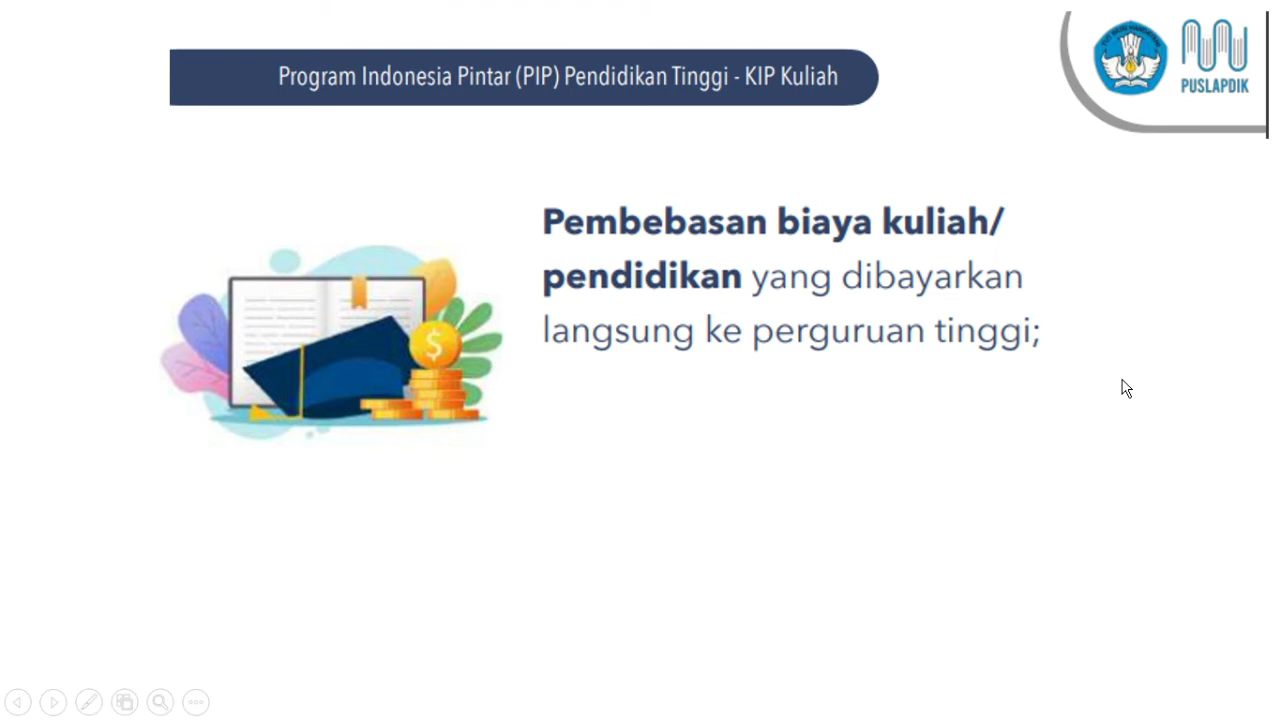 Program Indonesia Pintar (PIP) Pendidikan Tinggi - KIP Kuliah
PUSLAPDIK
Pembebasan biaya kuliah/
pendidikan yang dibayarkan
langsung ke perguruan tinggi;
$